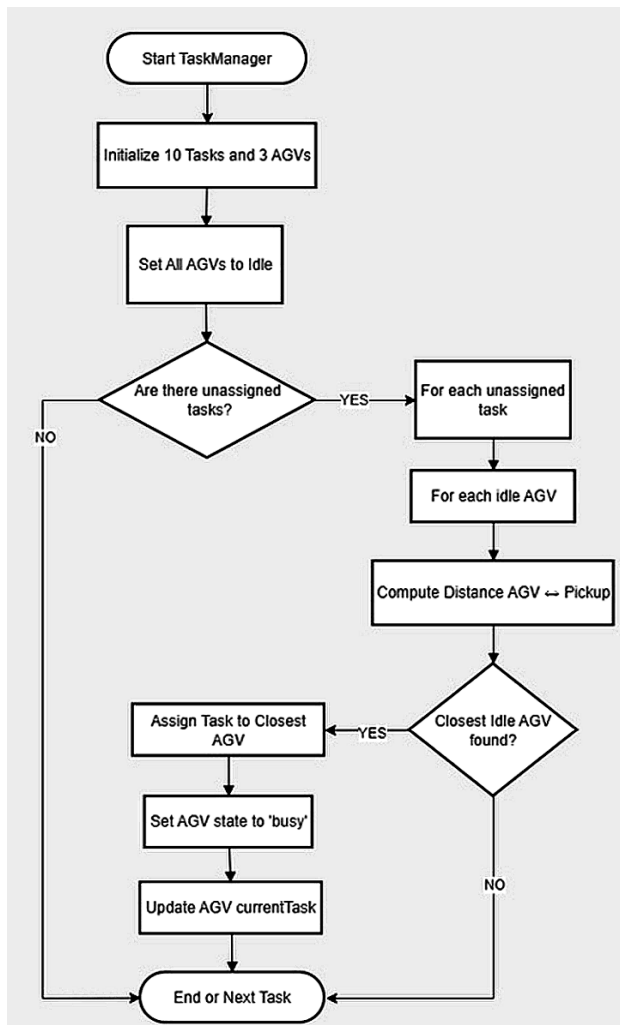 Start TaskManager
Initialize 10 Tasks and 3 AGVs
Set All AGVs to Idle
Are there unassigned
tasks?
NO
YES
For each unassigned
task
For each idle AGV
Compute Distance AGV ↔ Pickup
Closest Idle AGV
found?
YES
NO
Assign Task to Closest
AGV
Set AGV state to 'busy'
Update AGV currentTask
End or Next Task